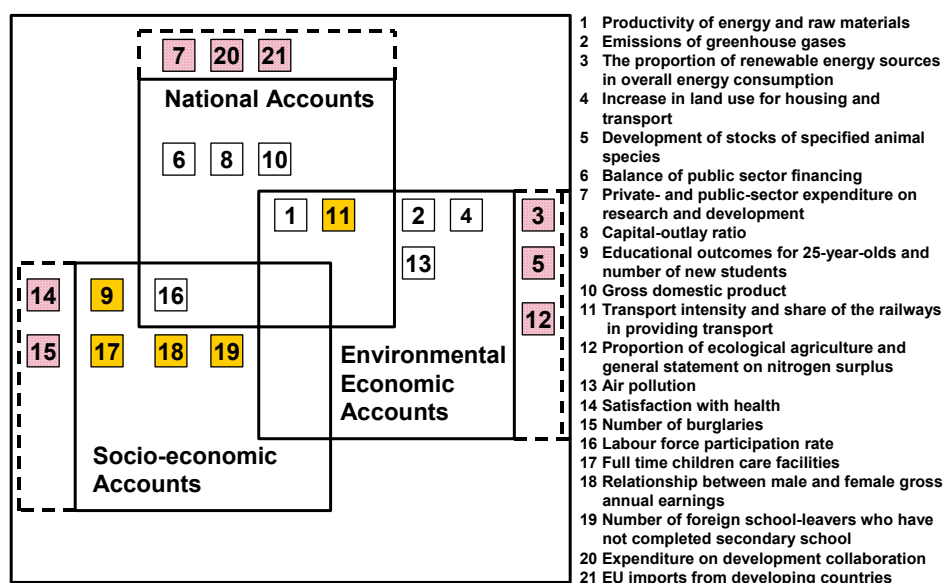 7 20 21
National Accounts
6 8 10
1 11 2 4 3
13 5
14 9 16 12
15 17 18 19
Environmental
Economic
Accounts
Socio-economic
Accounts
1 Productivity of energy and raw materials
2 Emissions of greenhouse gases
3 The proportion of renewable energy sources
in overall energy consumption
4 Increase in land use for housing and
transport
5 Development of stocks of specified animal
species
6 Balance of public sector financing
7 Private- and public-sector expenditure on
research and development
8 Capital-outlay ratio
9 Educational outcomes for 25-year-olds and
number of new students
10 Gross domestic product
11 Transport intensity and share of the railways
in providing transport
12 Proportion of ecological agriculture and
general statement on nitrogen surplus
13 Air pollution
14 Satisfaction with health
15 Number of burglaries
16 Labour force participation rate
17 Full time children care facilities
18 Relationship between male and female gross
annual earnings
19 Number of foreign school-leavers who have
not completed secondary school
20 Expenditure on development collaboration
21 EU imports from developing countries